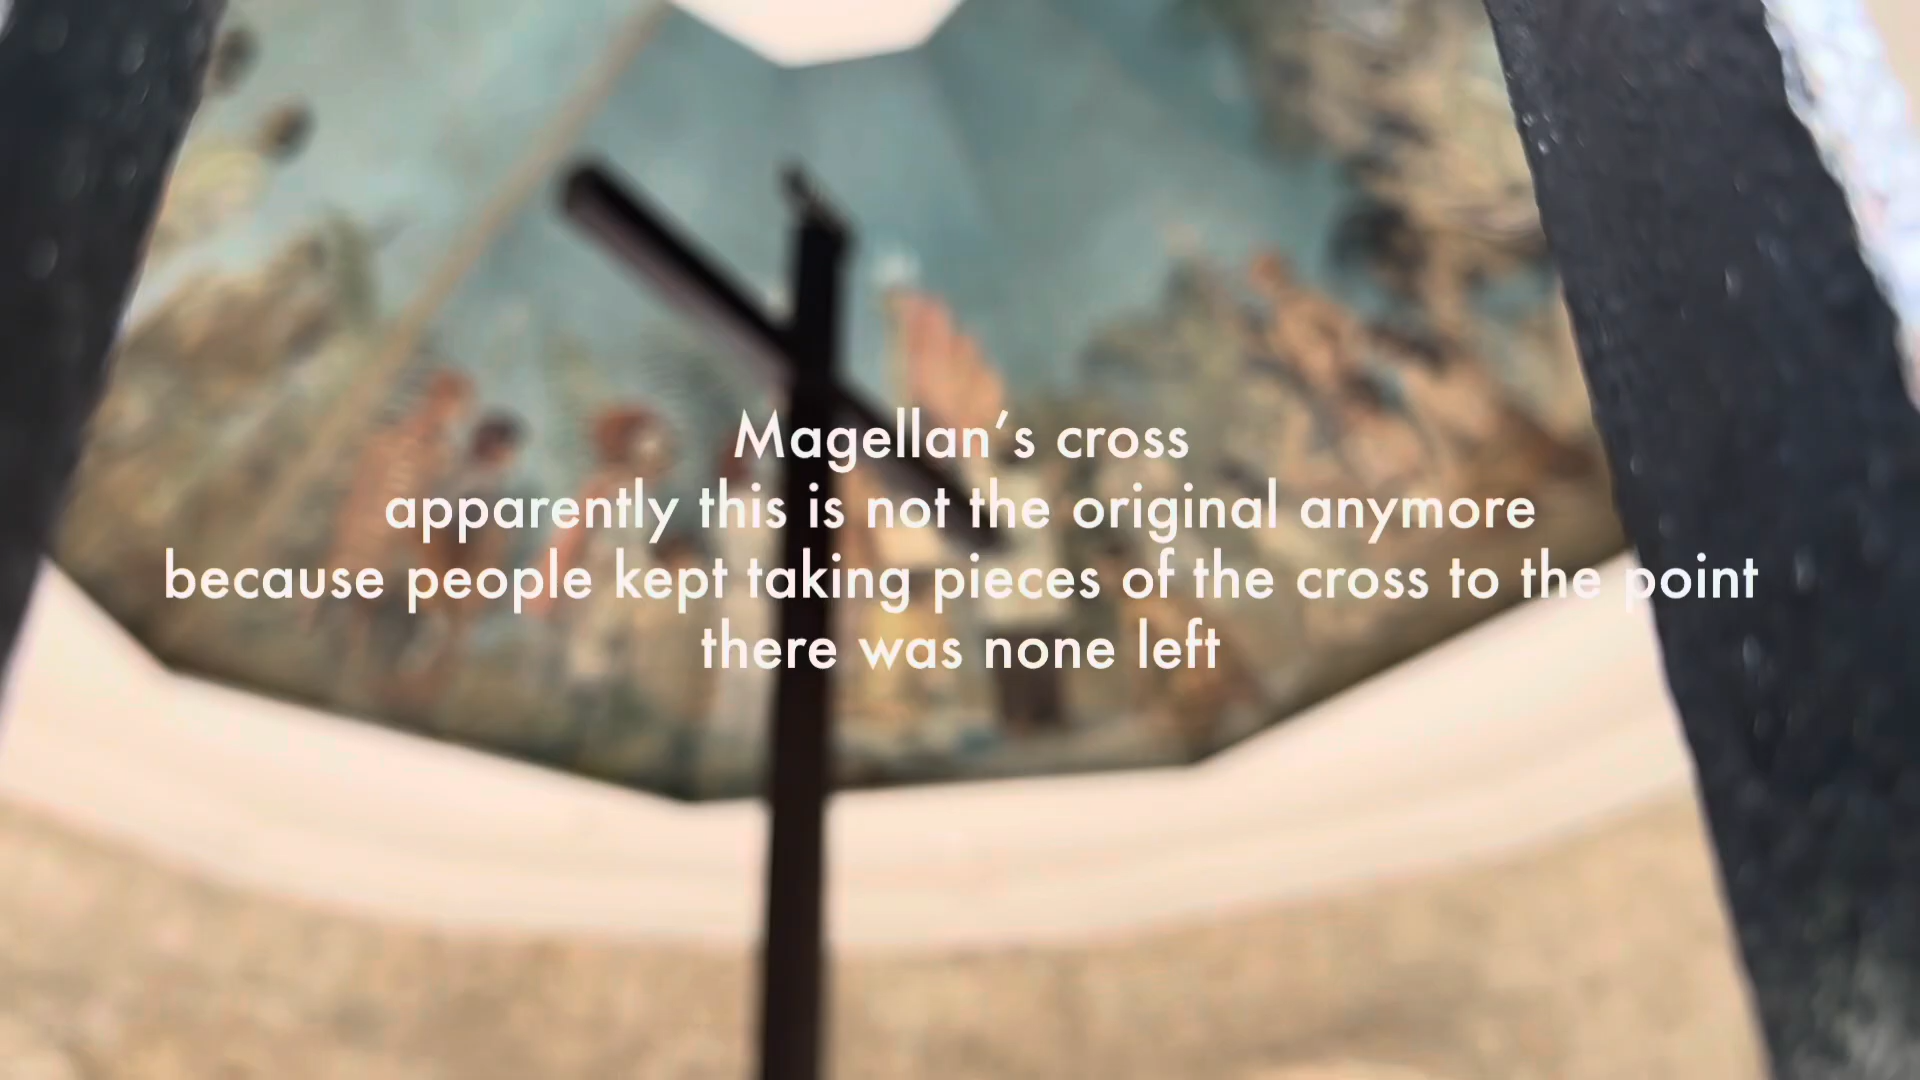 Magellan’s cross
apparently this is not the original anymore
because people kept taking pieces of the cross to the point
there was none left